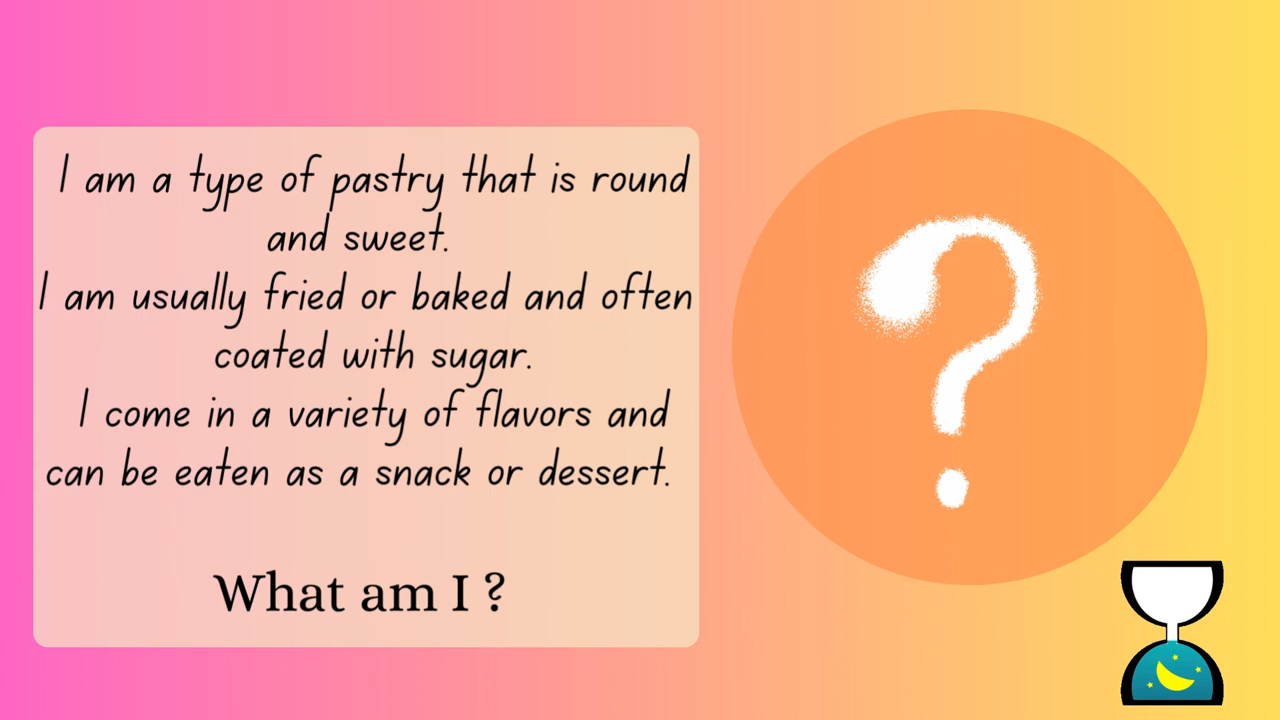 I am a type of pastry that is round
and sweet.
I am usually fried or baked and often
coated with sugar.
I come in a variety of flavors and
can be eaten as a snack or dessert.
What am I ?
?